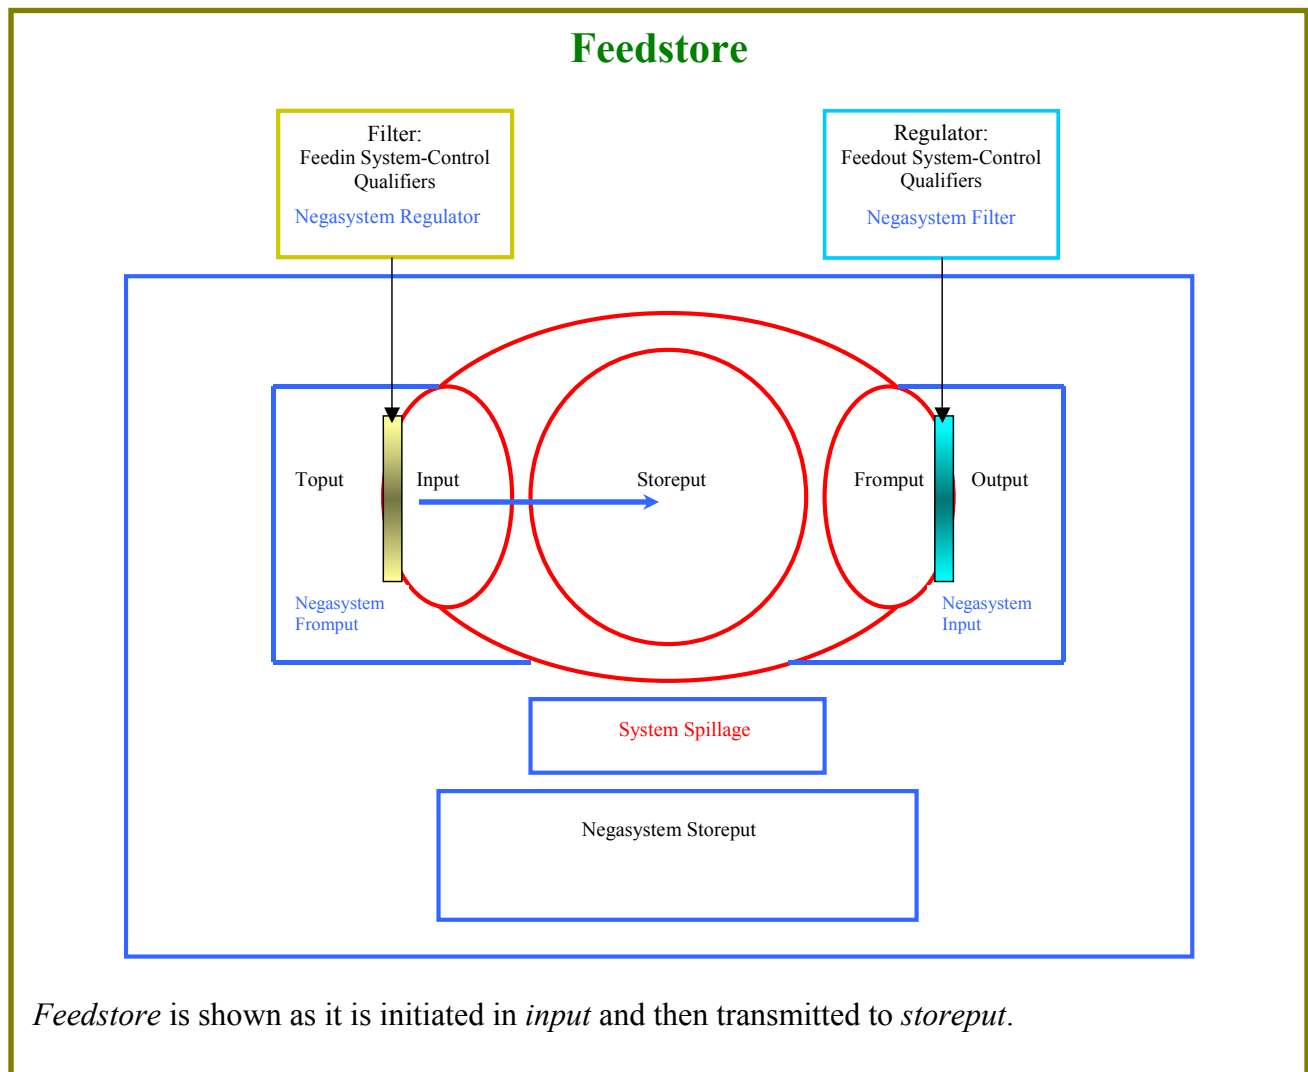 Feedstore
Filter:
Feedin System-Control
Qualifiers
Negasystem Regulator
Regulator:
Feedout System-Control
Qualifiers
Negasystem Filter
Toput
Input
Storeput
Fromput
Output
Negasystem
Fromput
Negasystem
Input
System Spillage
Negasystem Storeput
Feedstore is shown as it is initiated in input and then transmitted to storeput.